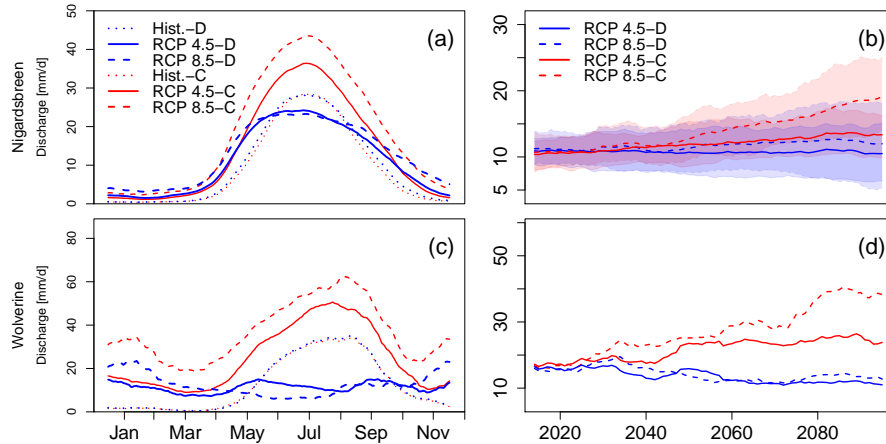 Nigardsbreen
Discharge [mm/d]
0 10 20 30 40 50
Hist.-D
RCP 4.5-D
RCP 8.5-D
Hist.-C
RCP 4.5-C
RCP 8.5-C
(a)
5 10 20 30
RCP 4.5-D
RCP 8.5-D
RCP 4.5-C
RCP 8.5-C
(b)
Wolverine
Discharge [mm/d]
0 20 40 60 80
(c)
Jan Mar May Jul Sep Nov
10 30 50
(d)
2020 2040 2060 2080